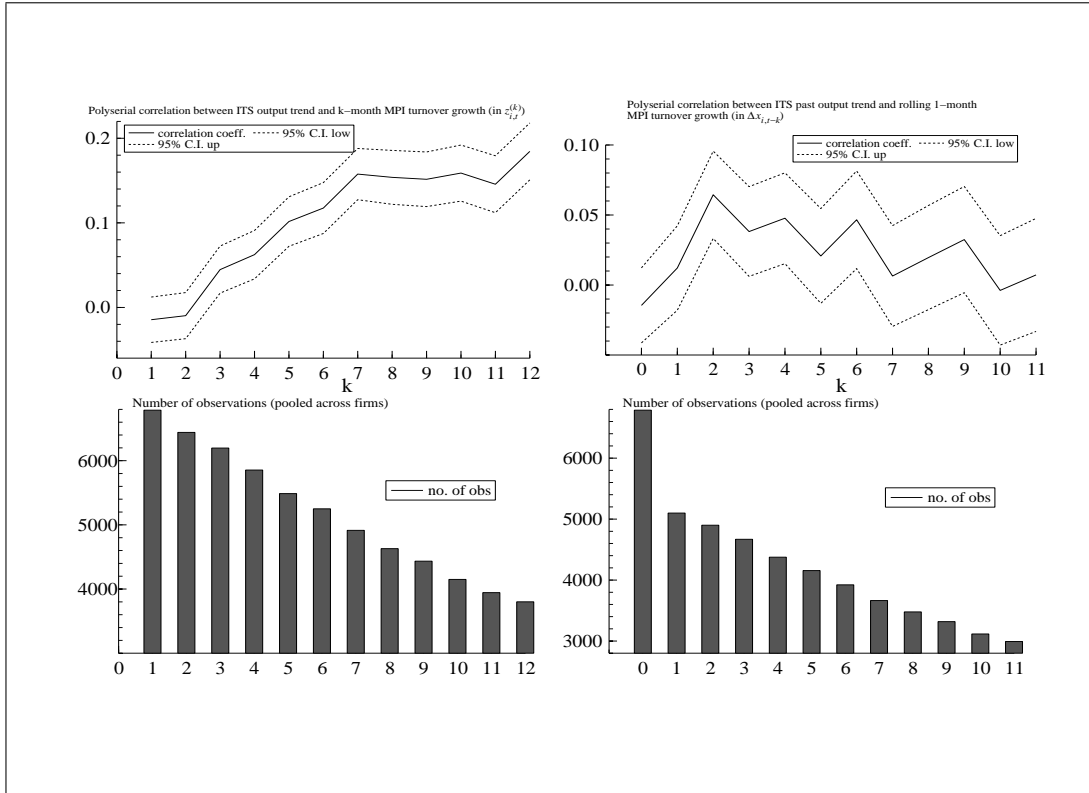 Polyserial correlation between ITS output trend and k−month MPI turnover growth (in z_{i,t}^{(k)})
correlation coeff.
95% C.I. low
95% C.I. up
0.2
0.1
0.0
0 1 2 3 4 5 6 7 8 9 10 11 12
k
Polyserial correlation between ITS past output trend and rolling 1−month
MPI turnover growth (in Δx_{i,t−k})
correlation coeff.
95% C.I. low
95% C.I. up
0.10
0.05
0.00
0 1 2 3 4 5 6 7 8 9 10 11
k
Number of observations (pooled across firms)
no. of obs
6000
5000
4000
0 1 2 3 4 5 6 7 8 9 10 11 12
Number of observations (pooled across firms)
no. of obs
6000
5000
4000
3000
0 1 2 3 4 5 6 7 8 9 10 11